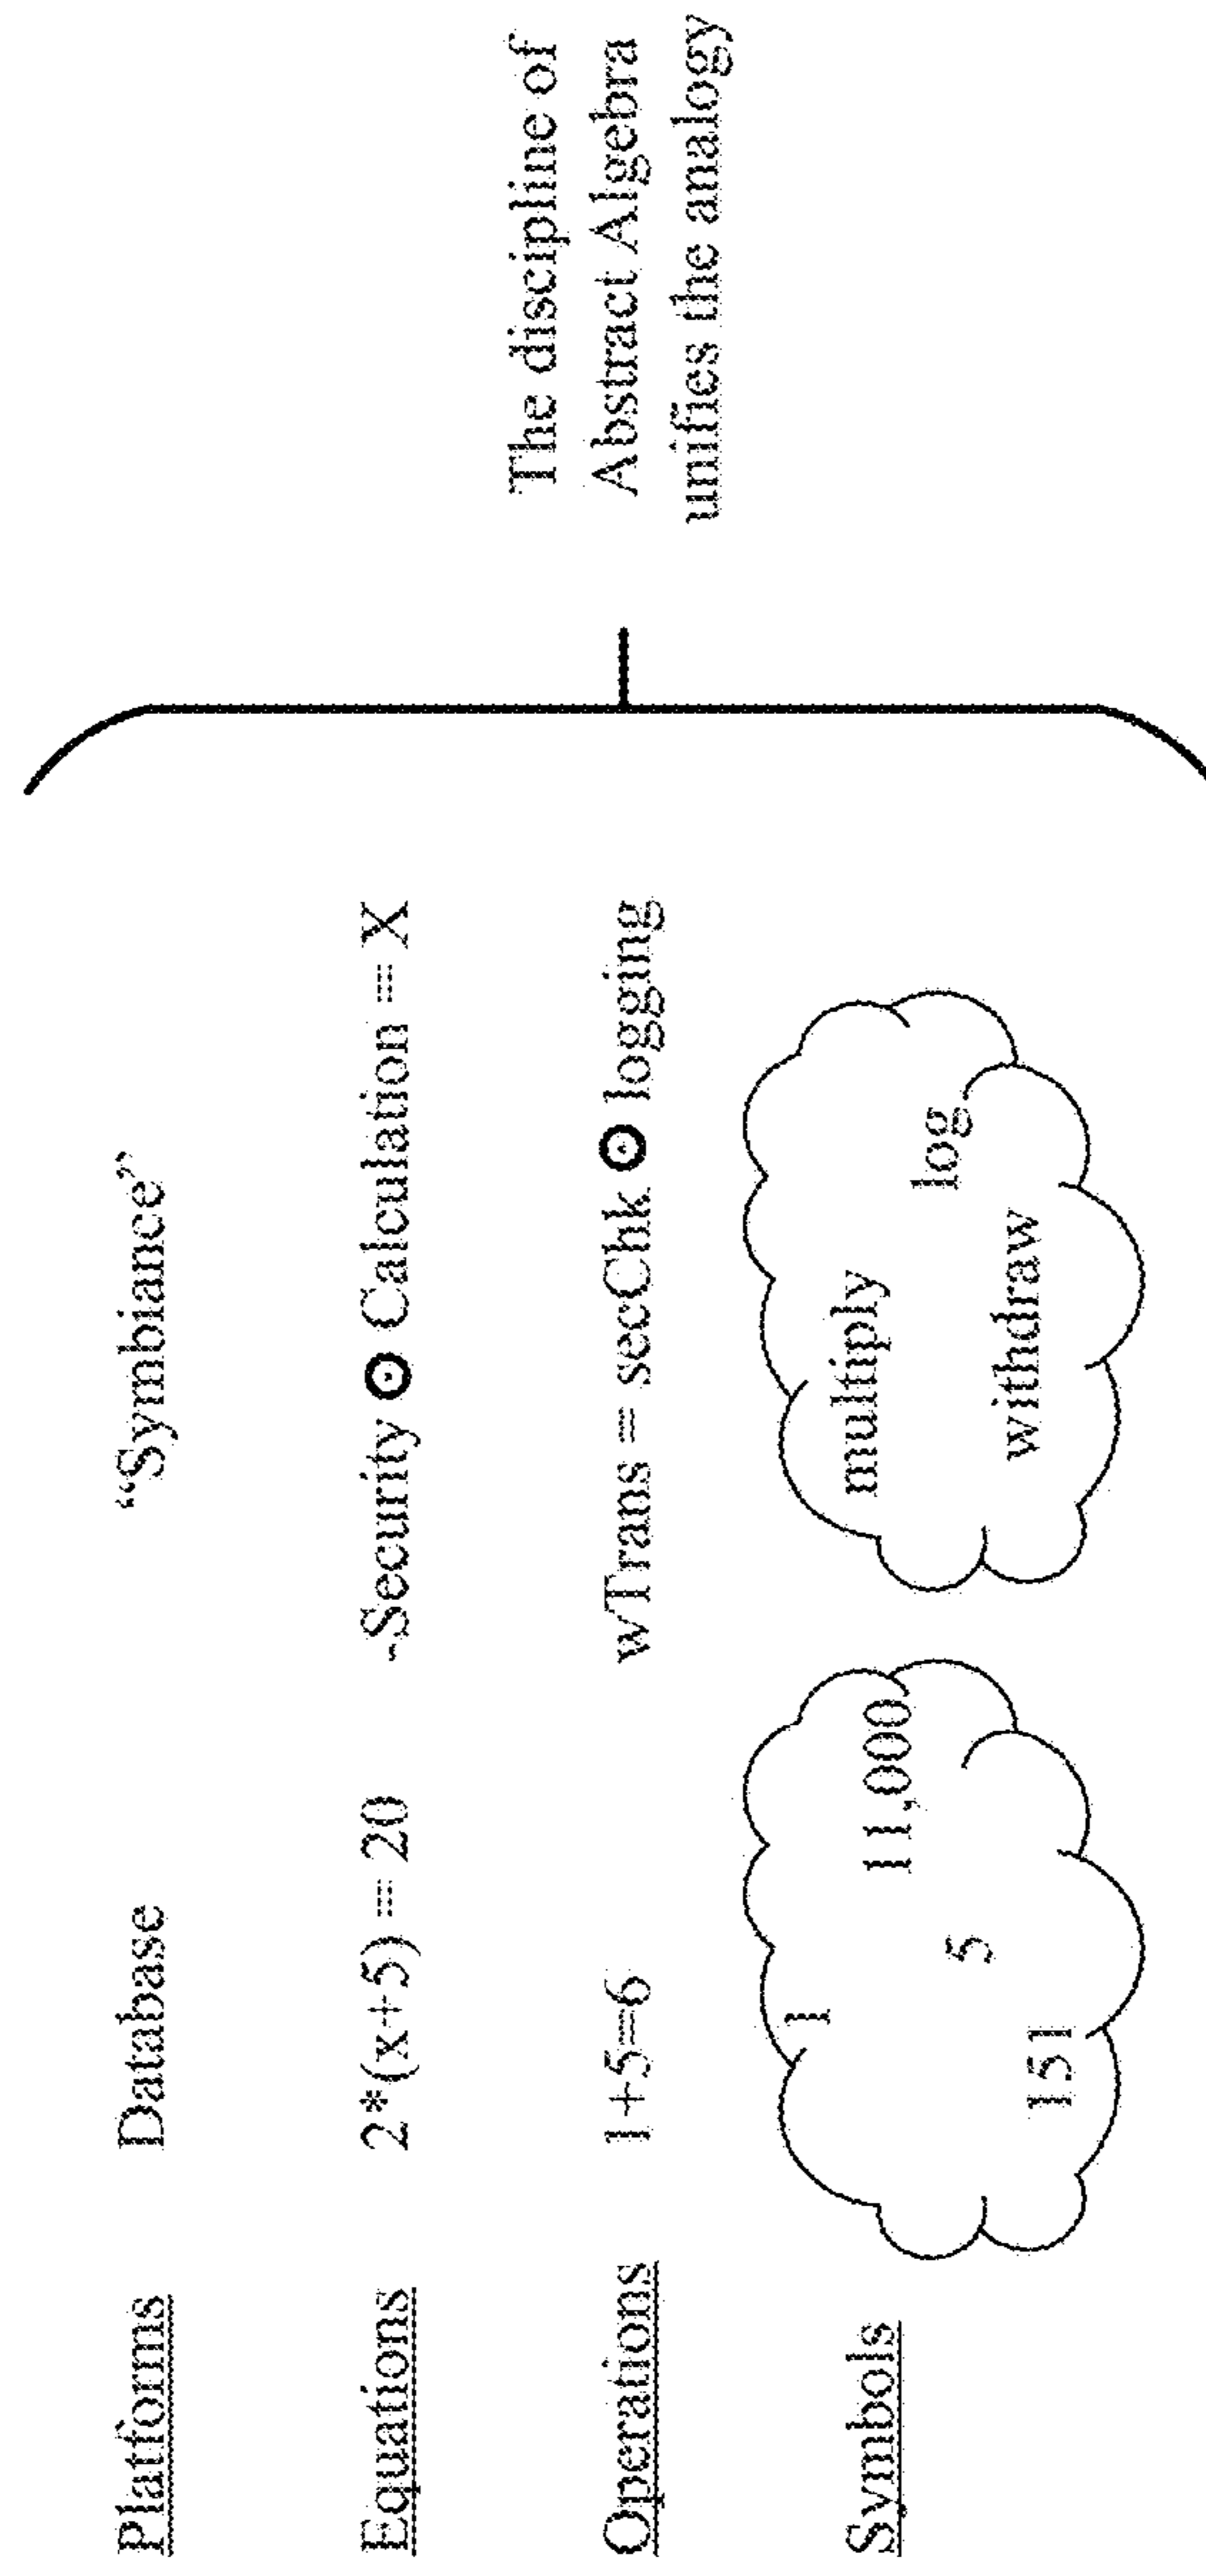 Platforms Database “Symbiance”
Equations 2*(x+5) = 20 ~Security ⊙ Calculation = X
Operations 1+5=6 wTrans = secChk ⊙ logging
Symbols
1
11,000
5
151
multiply
log
withdraw
The discipline of
Abstract Algebra
unifies the analogy